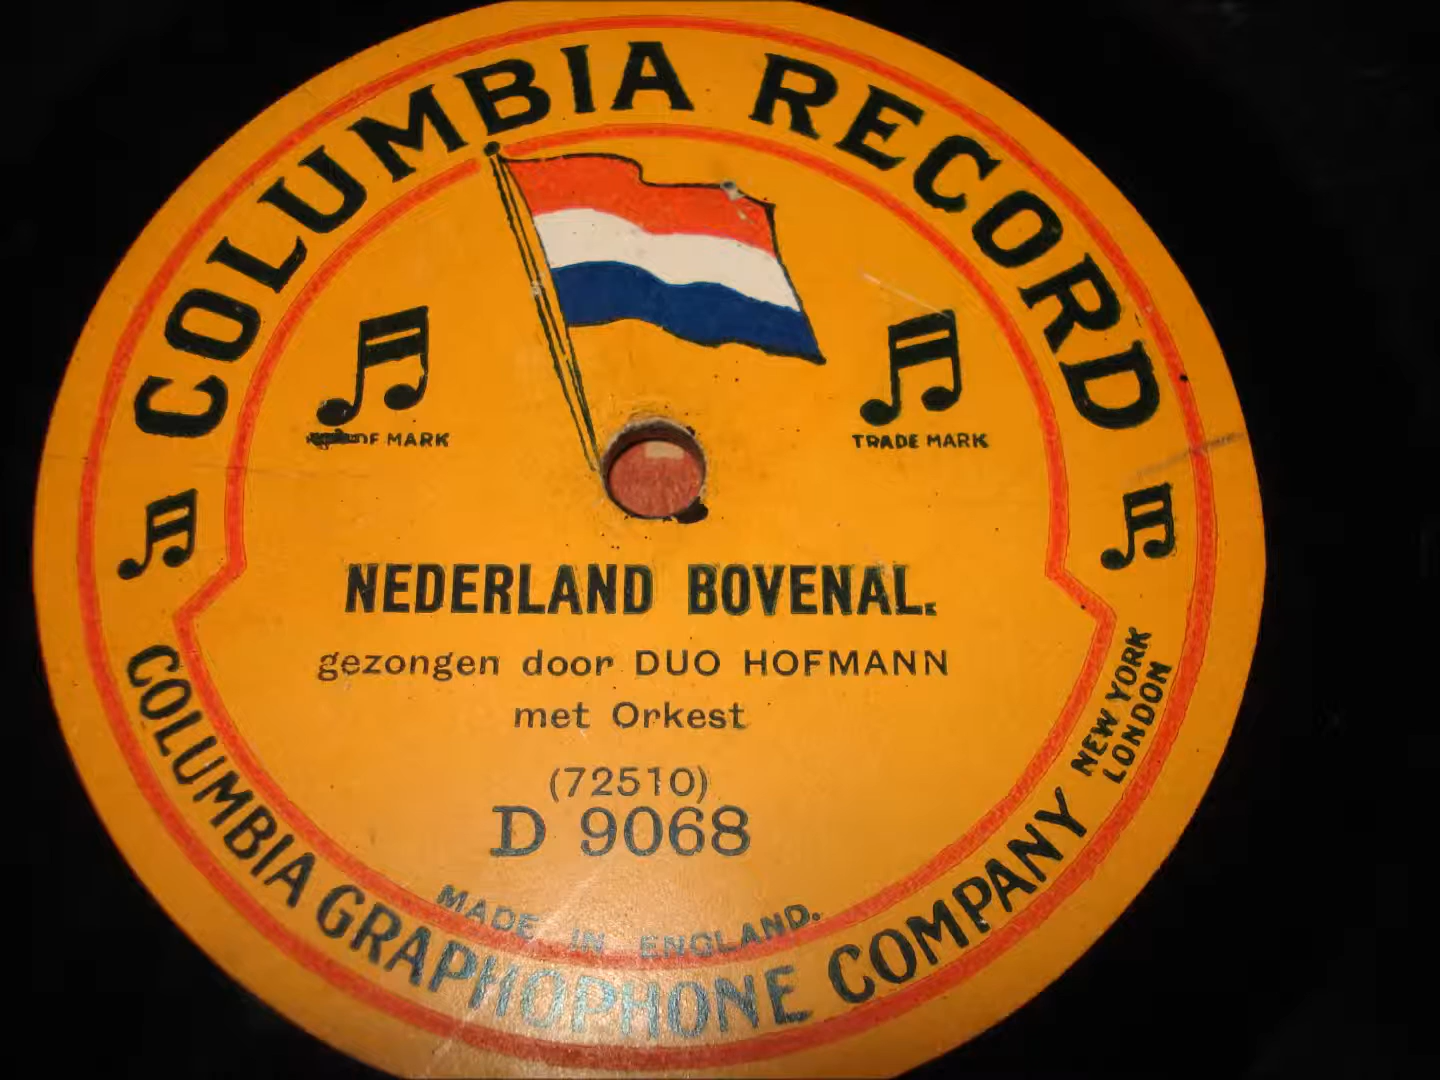 COLUMBIA RECORD
MARK
TRADE MARK
NEDERLAND BOVENAL.
gezongen door DUO HOFMANN
met Orkest
(72510)
D 9068
MADE IN ENGLAND.
COLUMBIA GRAPHOPHONE COMPANY
NEW YORK
LONDON